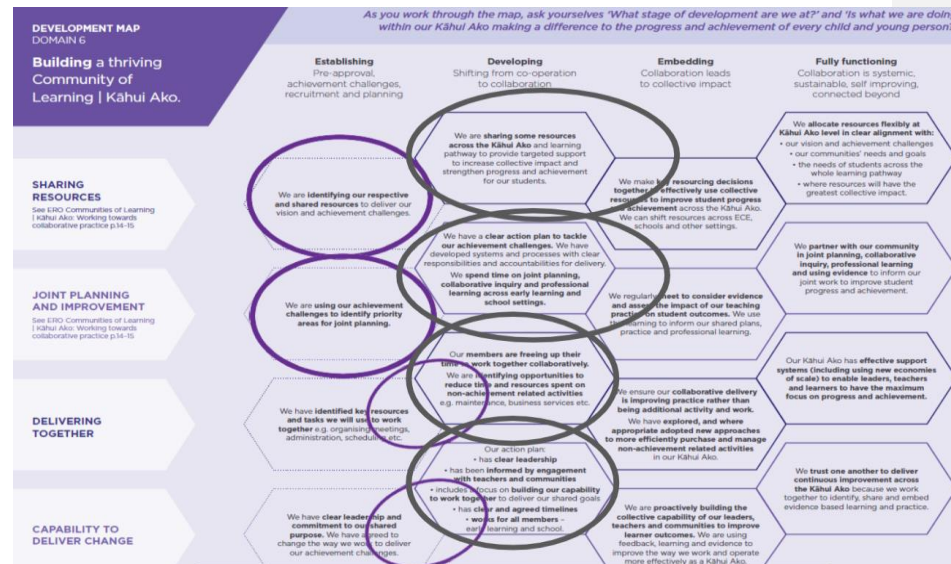 As you work through the map, ask yourselves 'What stage of development are we at?' and 'Is what we are doing
within our Kāhui Ako making a difference to the progress and achievement of every child and young person?
DEVELOPMENT MAP
DOMAIN 6
Building a thriving
Community of
Learning | Kāhui Ako.
Establishing
Pre-approval,
achievement challenges,
recruitment and planning
Developing
Shifting from co-operation
to collaboration
Embedding
Collaboration leads
to collective impact
Fully functioning
Collaboration is systemic,
sustainable, self improving,
connected beyond
SHARING
RESOURCES
See ERO Communities of Learning
| Kāhui Ako: Working towards
collaborative practice p.14-15
We are identifying our respective
and shared resources to deliver our
vision and achievement challenges.
We are sharing some resources
across the Kāhui Ako and learning
pathway to provide targeted support
to increase collective impact and
strengthen progress and achievement
for our students.
We make key resourcing decisions
together to effectively use collective
resources to improve student progress
and achievement across the Kāhui Ako.
We can shift resources across ECE,
schools and other settings.
We allocate resources flexibly at
Kāhui Ako level in clear alignment with:
• our vision and achievement challenges
• our communities' needs and goals
• the needs of students across the
whole learning pathway
• where resources will have the
greatest collective impact.
JOINT PLANNING
AND IMPROVEMENT
See ERO Communities of Learning
| Kāhui Ako: Working towards
collaborative practice p.14-15
We are using our achievement
challenges to identify priority
areas for joint planning.
We have a clear action plan to tackle
our achievement challenges. We have
developed systems and processes with clear
responsibilities and accountabilities for delivery.
We spend time on joint planning,
collaborative inquiry and professional
learning across early learning and
school settings.
We regularly meet to consider evidence
and assess the impact of our teaching
practice on student outcomes. We use
this learning to inform our shared plans,
practice and professional learning.
We partner with our community
in joint planning, collaborative
inquiry, professional learning
and using evidence to inform our
joint work to improve student
progress and achievement.
DELIVERING
TOGETHER
We have identified key resources
and tasks we will use to work
together e.g. organising meetings,
administration, scheduling etc.
Our members are freeing up their
time to work together collaboratively.
We are identifying opportunities to
reduce time and resources spent on
non-achievement related activities
e.g. maintenance, business services etc.
We ensure our collaborative delivery
is improving practice rather than
being additional activity and work.
We have explored, and where
appropriate adopted new approaches
to more efficiently purchase and manage
non-achievement related activities
in our Kāhui Ako.
Our Kāhui Ako has effective support
systems (including using new economies
of scale) to enable leaders, teachers
and learners to have the maximum
focus on progress and achievement.
CAPABILITY TO
DELIVER CHANGE
We have clear leadership and
commitment to our shared
purpose. We have agreed to
change the way we work to deliver
our achievement challenges.
Our action plan:
• has clear leadership
• has been informed by engagement
with teachers and communities
• includes a focus on building our capability
to work together to deliver our shared goals
• has clear and agreed timelines
• works for all members –
early learning and school.
We are proactively building the
collective capability of our leaders,
teachers and communities to improve
learner outcomes. We are using
feedback, learning and evidence to
improve the way we work and operate
more effectively as a Kāhui Ako.
We trust one another to deliver
continuous improvement across
the Kāhui Ako because we work
together to identify, share and embed
evidence based learning and practice.